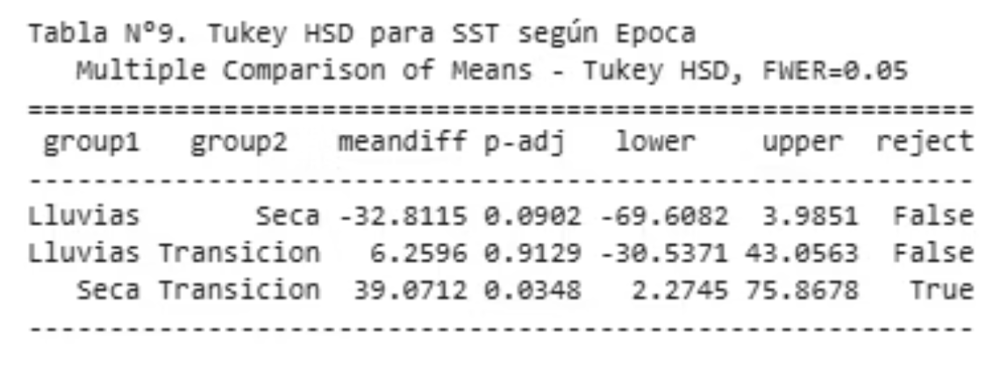 Tabla Nº9. Tukey HSD para SST según Epoca
Multiple Comparison of Means - Tukey HSD, FWER=0.05
============================================================
group1 group2 meandiff p-adj lower upper reject
------------------------------------------------------------
Lluvias Seca -32.8115 0.0902 -69.6082 3.9851 False
Lluvias Transicion 6.2596 0.9129 -30.5371 43.0563 False
Seca Transicion 39.0712 0.0348 2.2745 75.8678 True
------------------------------------------------------------